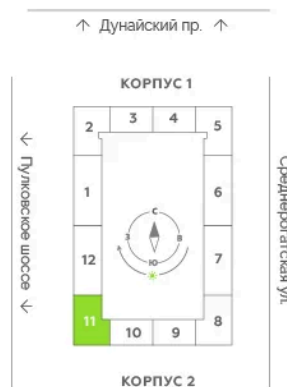 ↑ Дунайский пр. ↑
КОРПУС 1
2 3 4 5
1 6
12 7
11 8
10 9
С
З В
Ю
← Пулковское шоссе ←
Среднерогатская ул.
КОРПУС 2